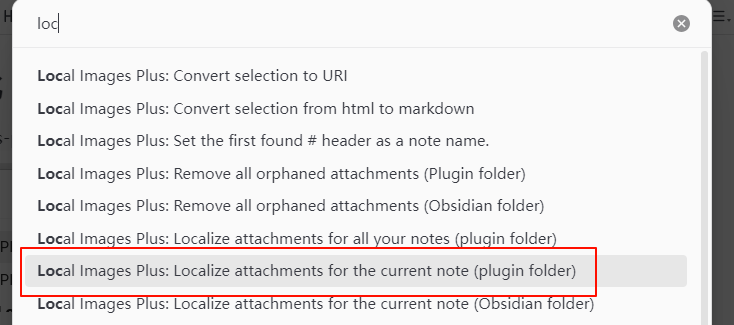 loc
Local Images Plus: Convert selection to URI
Local Images Plus: Convert selection from html to markdown
Local Images Plus: Set the first found # header as a note name.
Local Images Plus: Remove all orphaned attachments (Plugin folder)
Local Images Plus: Remove all orphaned attachments (Obsidian folder)
Local Images Plus: Localize attachments for all your notes (plugin folder)
Local Images Plus: Localize attachments for the current note (plugin folder)
Local Images Plus: Localize attachments for the current note (Obsidian folder)